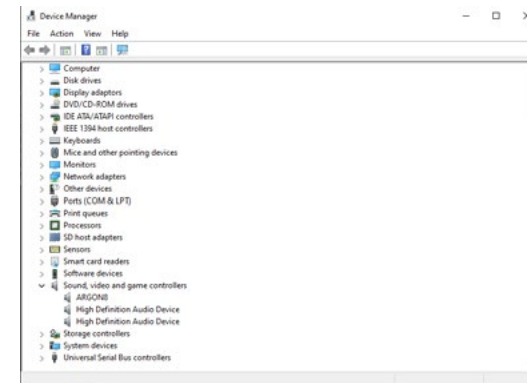 Device Manager
File Action View Help
Computer
Disk drives
Display adaptors
DVD/CD-ROM drives
IDE ATA/ATAPI controllers
IEEE 1394 host controllers
Keyboards
Mice and other pointing devices
Monitors
Network adapters
Other devices
Ports (COM & LPT)
Print queues
Processors
SD host adapters
Sensors
Smart card readers
Software devices
Sound, video and game controllers
ARGON8
High Definition Audio Device
High Definition Audio Device
Storage controllers
System devices
Universal Serial Bus controllers